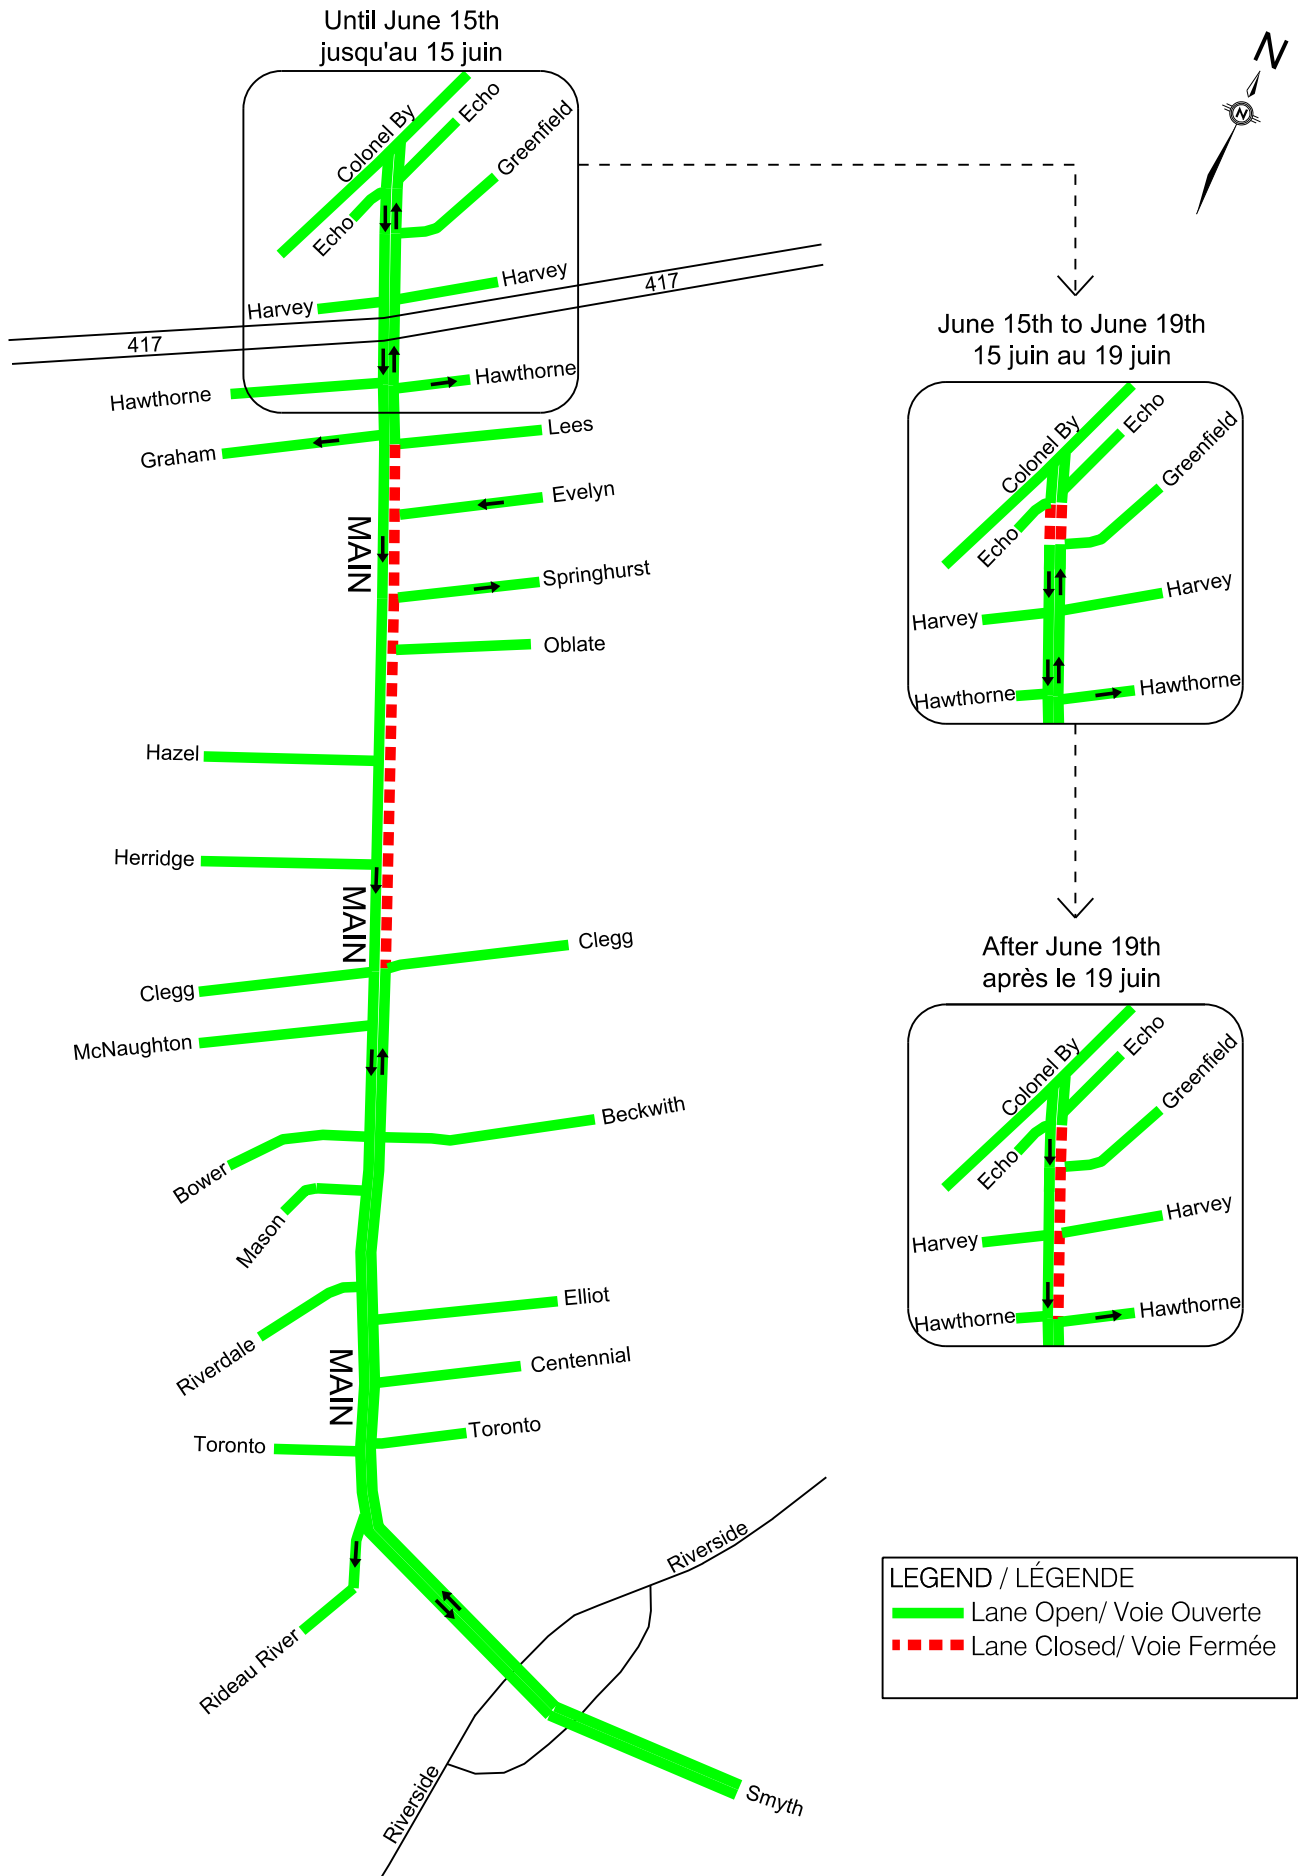 Until June 15th
jusqu'au 15 juin
N
N
Colonel By
Echo
Greenfield
Echo
Harvey
Harvey
417
417
Hawthorne
Hawthorne
Graham
Lees
Evelyn
MAIN
Springhurst
Oblate
Hazel
Herridge
MAIN
Clegg
Clegg
McNaughton
Beckwith
Bower
Mason
Elliot
Riverdale
MAIN
Centennial
Toronto
Toronto
Riverside
Rideau River
Riverside
Smyth
June 15th to June 19th
15 juin au 19 juin
Colonel By
Echo
Greenfield
Echo
Harvey
Harvey
Hawthorne
Hawthorne
After June 19th
après le 19 juin
Colonel By
Echo
Greenfield
Echo
Harvey
Harvey
Hawthorne
Hawthorne
LEGEND / LÉGENDE
Lane Open/ Voie Ouverte
Lane Closed/ Voie Fermée